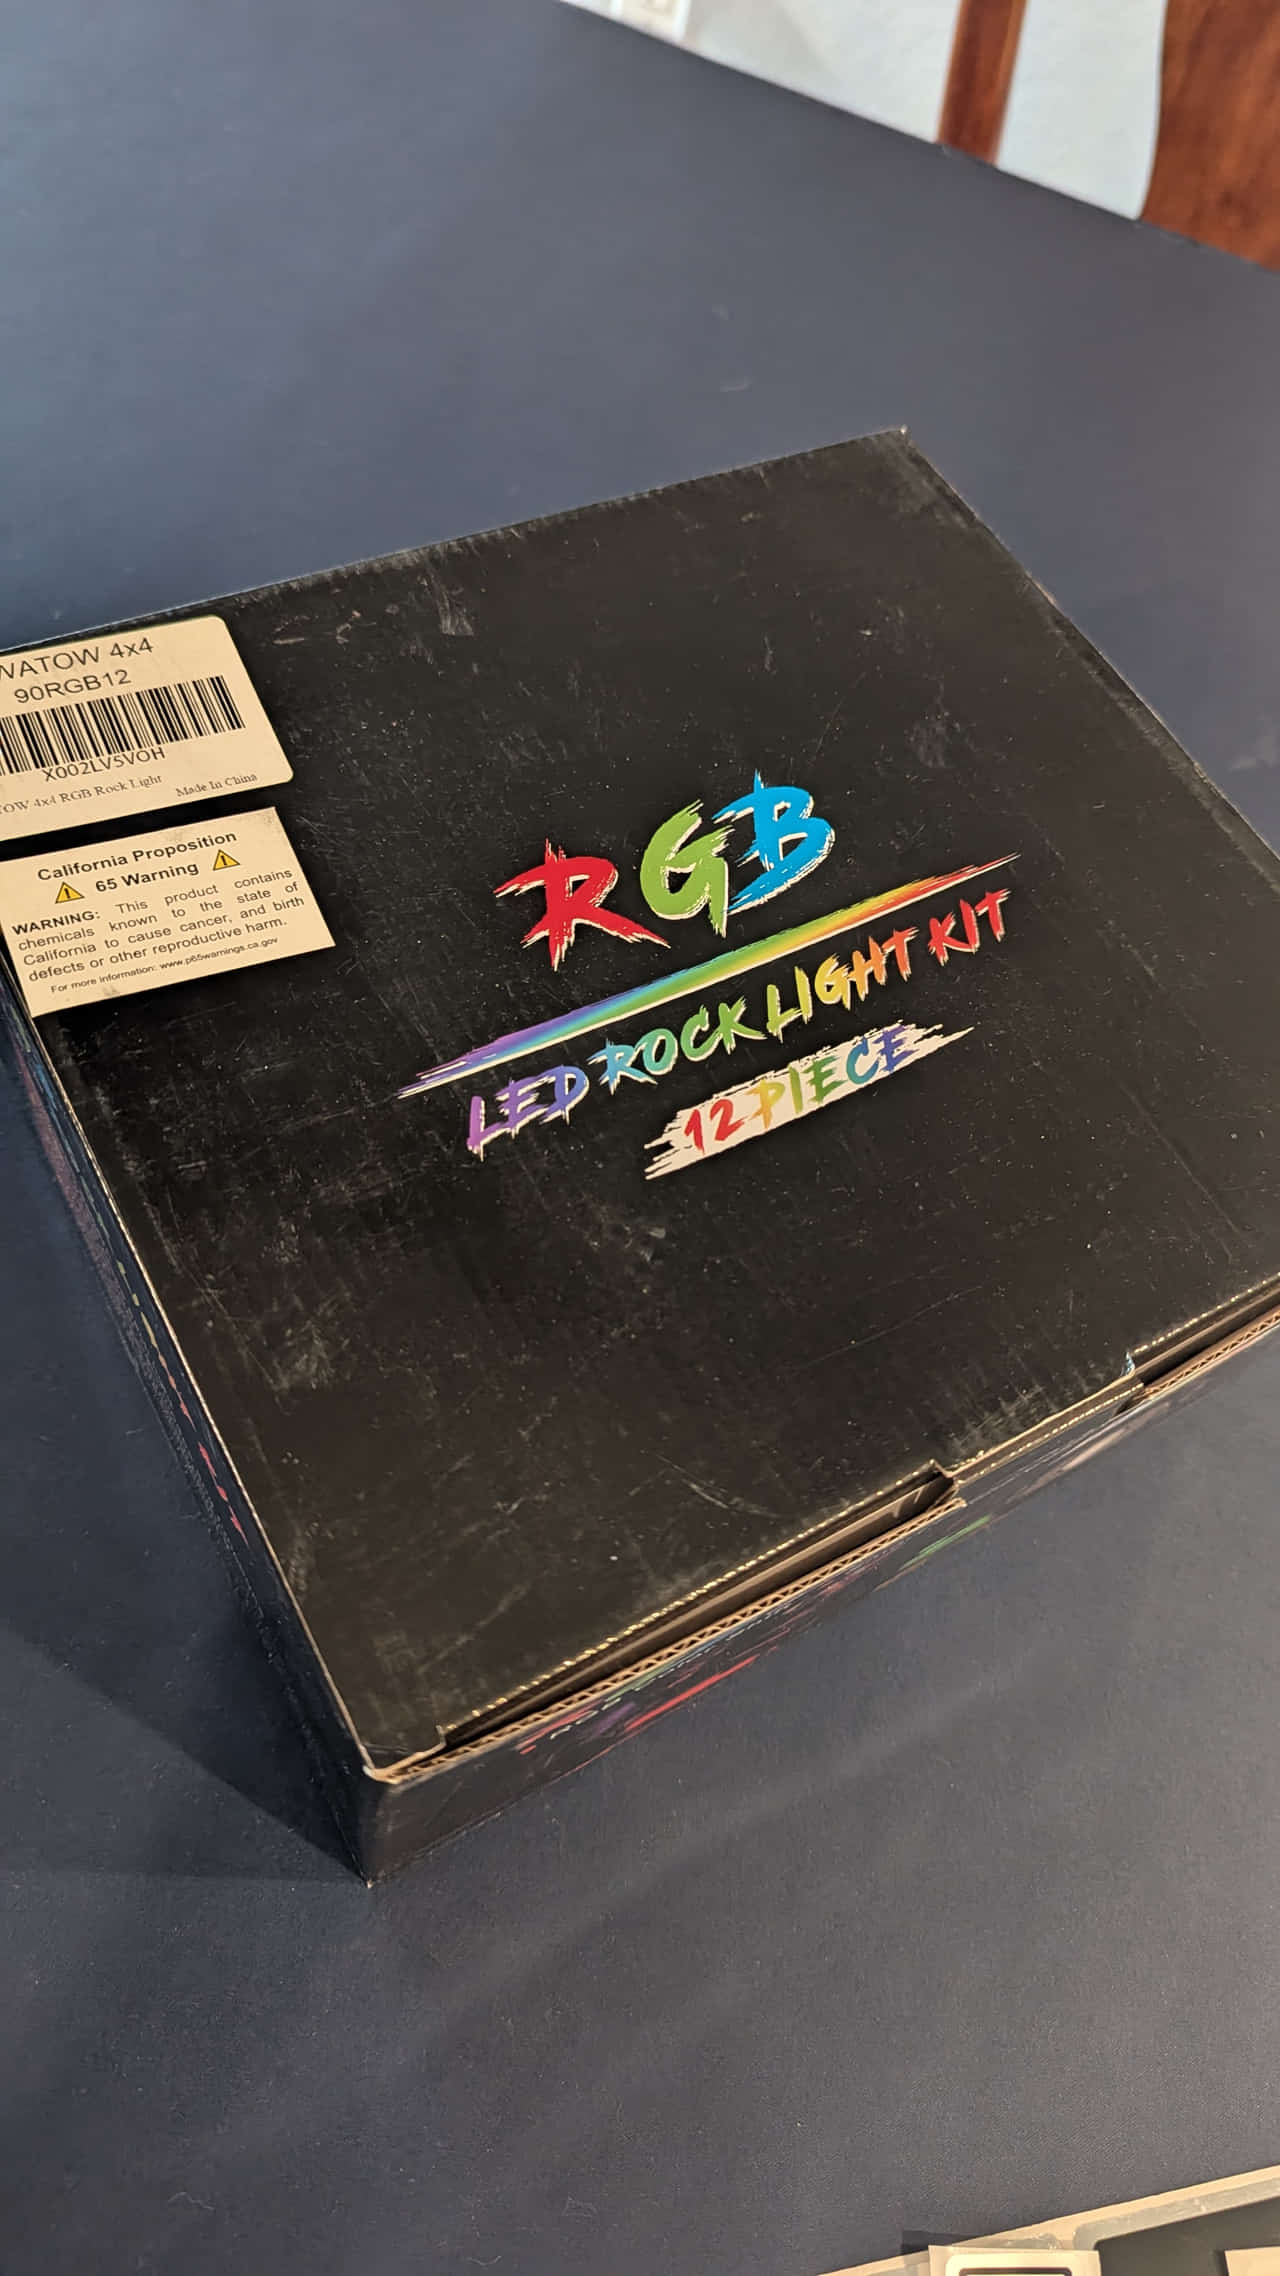 WATOW 4x4
90RGB12
X002LV5VOH
TOW 4x4 RGB Rock Light Made In China
California Proposition
65 Warning
WARNING: This product contains
chemicals known to the state of
California to cause cancer, and birth
defects or other reproductive harm.
For more information: www.p65warnings.ca.gov
RGB
LED ROCK LIGHT KIT
12 PIECE